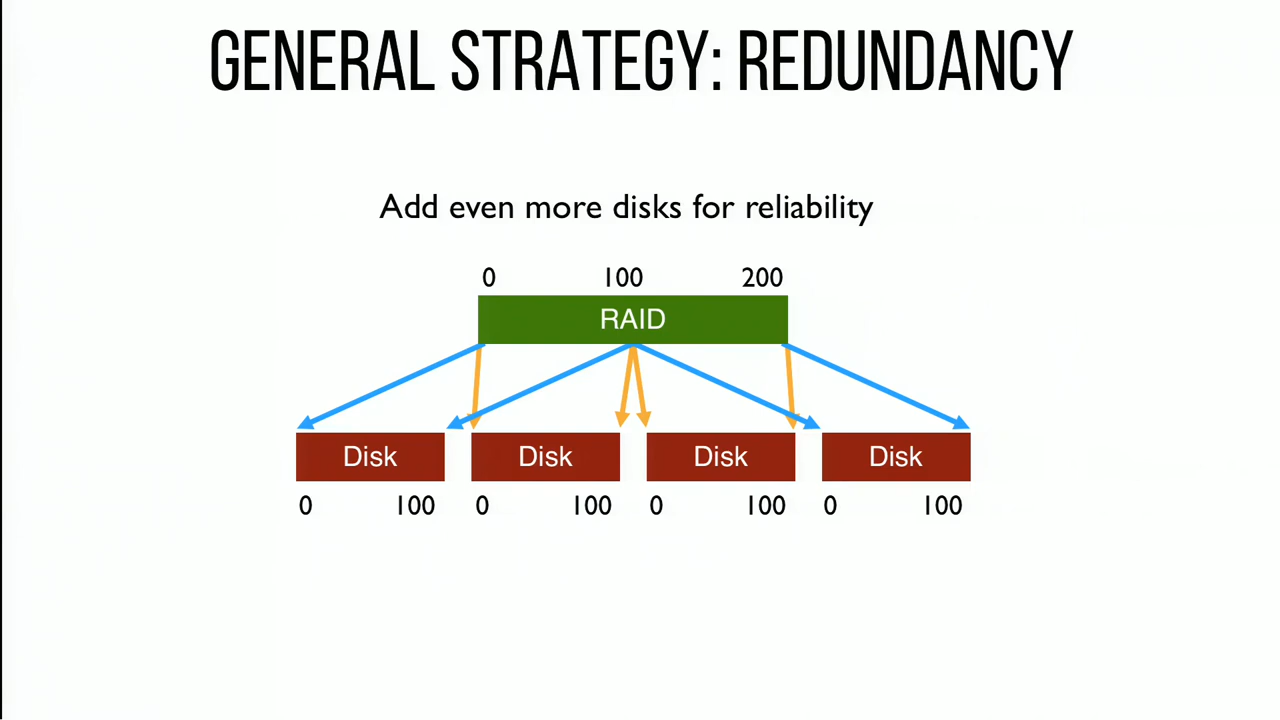 GENERAL STRATEGY: REDUNDANCY
Add even more disks for reliability
0 100 200
RAID
Disk Disk Disk Disk
0 100 0 100 0 100 0 100